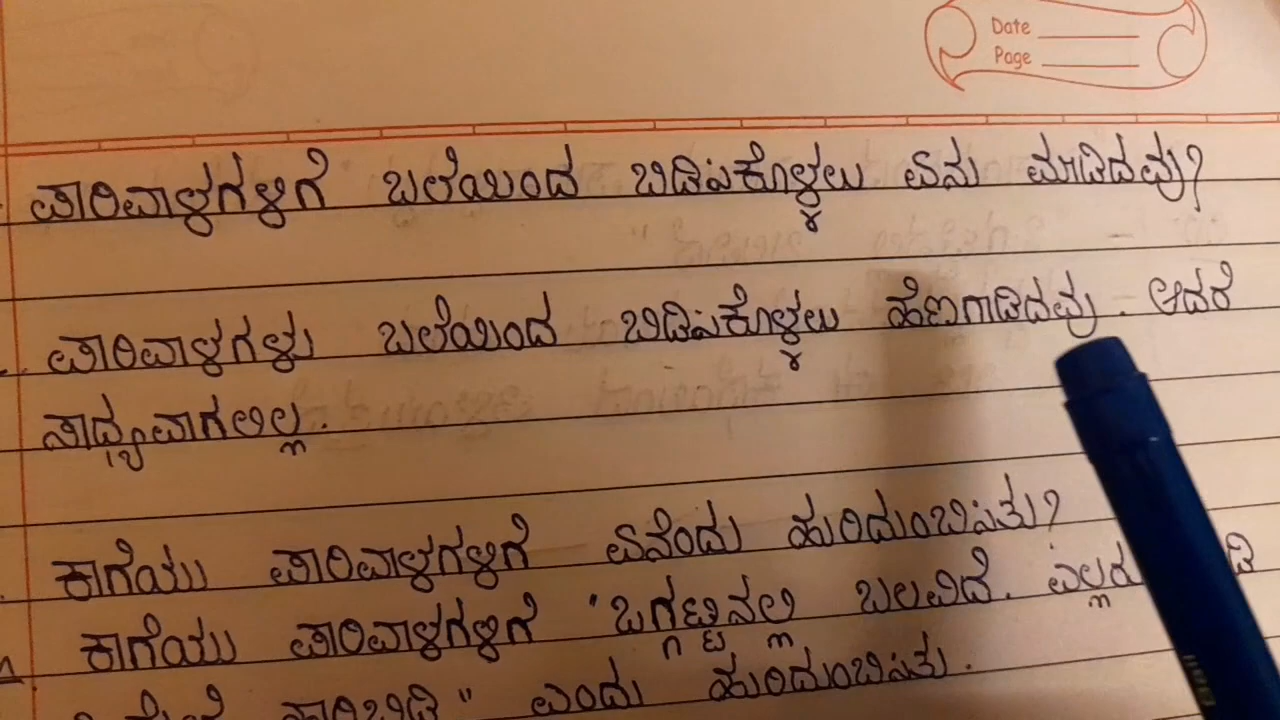 Date
Page
ಪಾರಿವಾಳಗಳಿಗೆ ಬಲೆಯಿಂದ ಬಿಡಿಸಿಕೊಳ್ಳಲು ಏನು ಮಾಡಿದವು?
ಪಾರಿವಾಳಗಳು ಬಲೆಯಿಂದ ಬಿಡಿಸಿಕೊಳ್ಳಲು ಹೆಣಗಾಡಿದವು. ಆದರೆ
ಸಾಧ್ಯವಾಗಲಿಲ್ಲ.
ಕಾಗೆಯು ಪಾರಿವಾಳಗಳಿಗೆ ಏನೆಂದು ಹುರಿದುಂಬಿಸಿತು?
ಕಾಗೆಯು ಪಾರಿವಾಳಗಳಿಗೆ "ಒಗ್ಗಟ್ಟಿನಲ್ಲಿ ಬಲವಿದೆ.
ಹಾರಿಬಿಡಿ" ಎಂದು ಹುರಿದುಂಬಿಸಿತು.